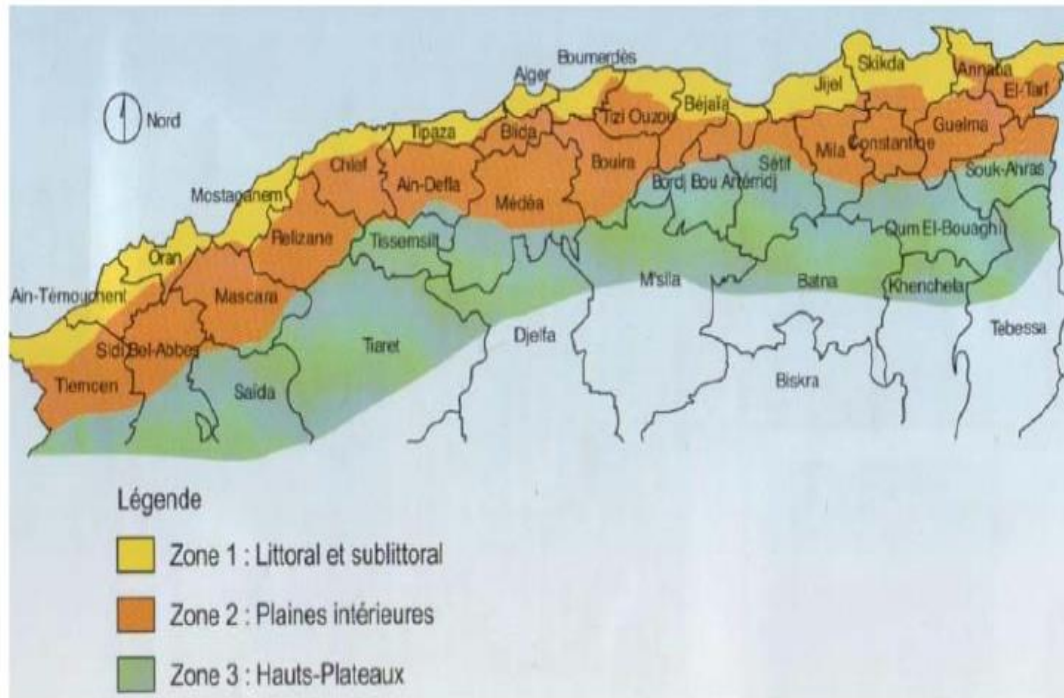 Boumerdès
Alger
Skikda
Annaba
Jijel
El-Tarf
Béjaïa
Nord
Tizi Ouzou
Tipaza
Blida
Guelma
Constantine
Mila
Chlef
Bouira
Sétif
Souk-Ahras
Ain-Defla
Bordj Bou Arterridj
Mostaganem
Médéa
Relizane
Tissemsilt
Oum El-Bouaghi
Oran
Ain-Témouchent
Mascara
M'sila
Batna
Khenchela
Djelfa
Tebessa
Sidi Bel-Abbes
Tiaret
Tlemcen
Saïda
Biskra
Légende
Zone 1 : Littoral et sublittoral
Zone 2 : Plaines intérieures
Zone 3 : Hauts-Plateaux